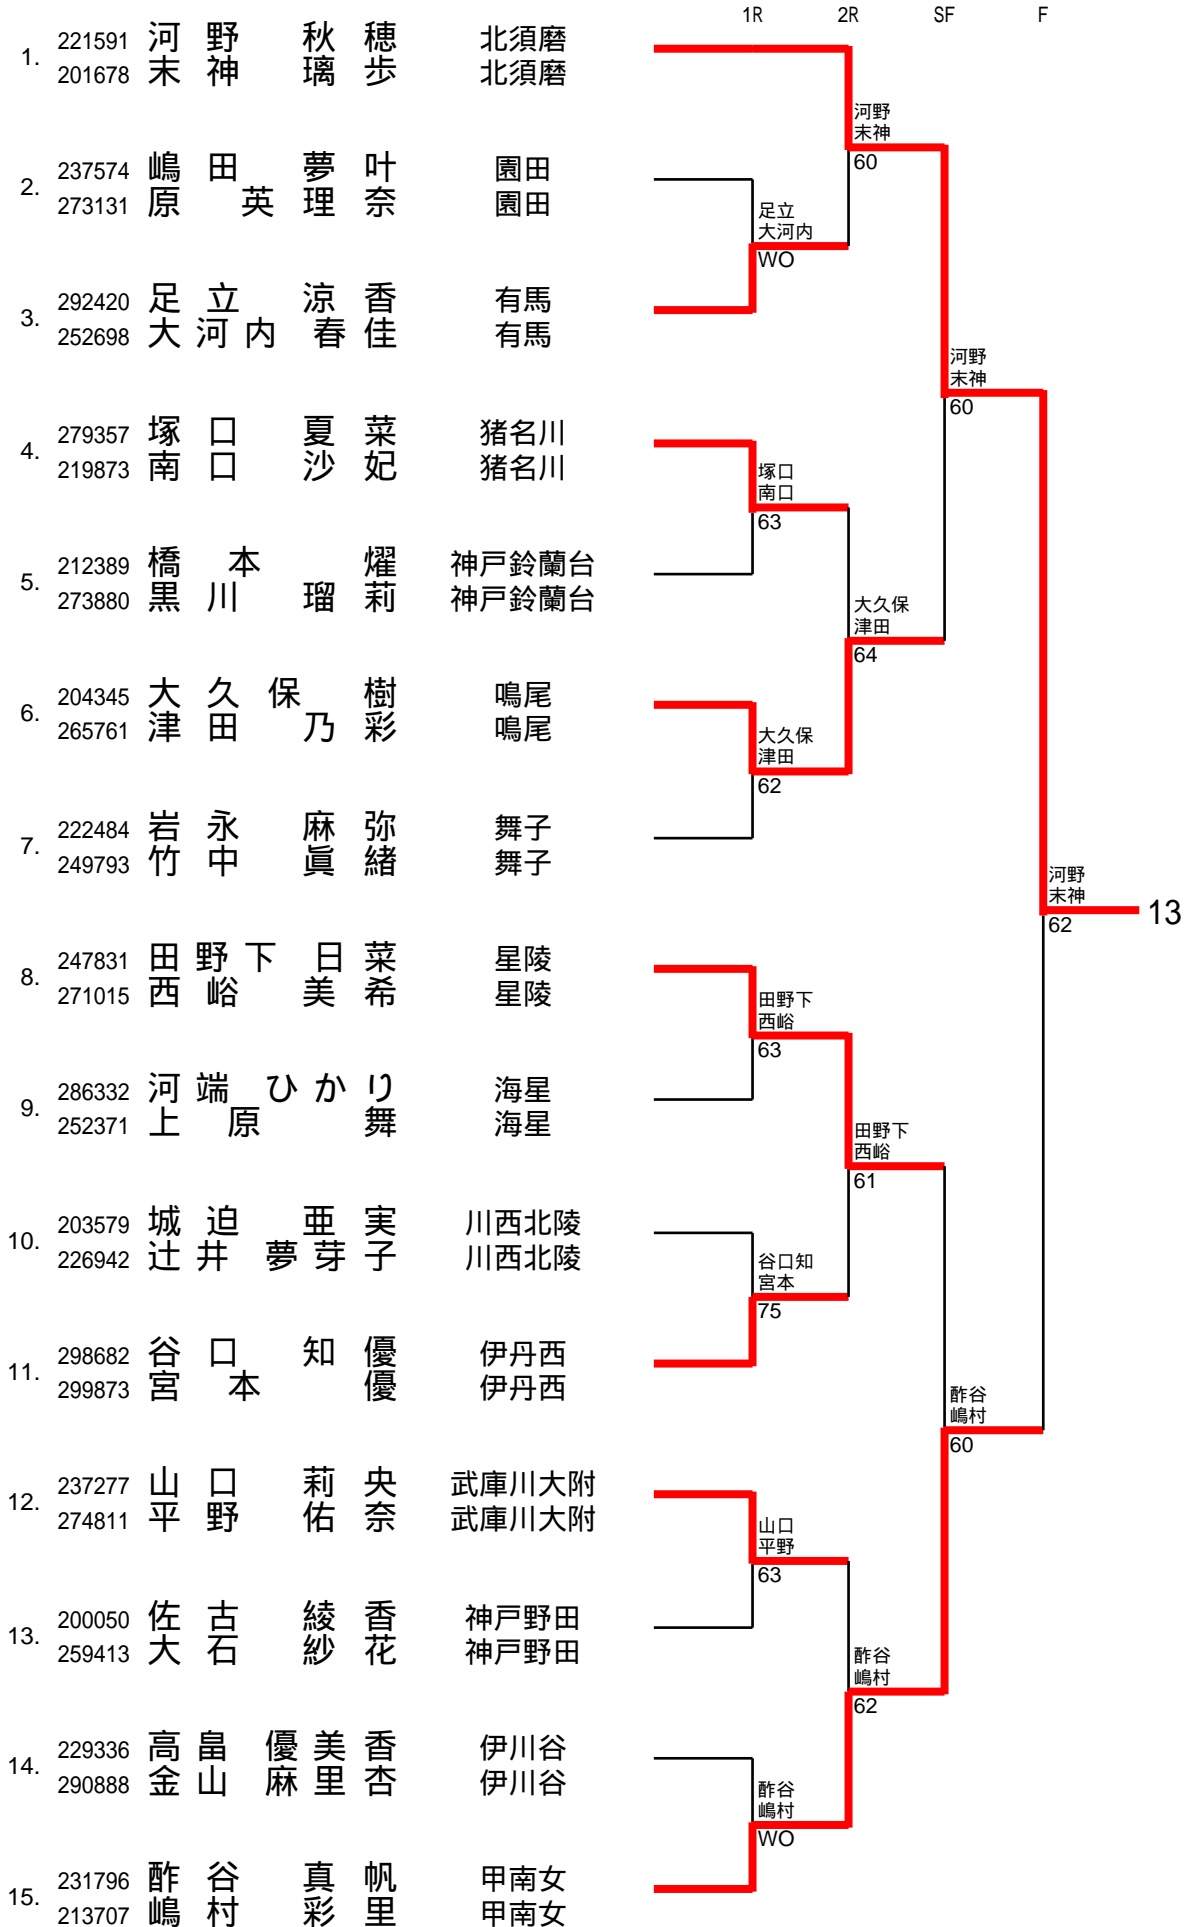 1R 2R SF F
1. 221591 河野 秋穂 北須磨
201678 末神 璃歩 北須磨
河野
末神
60
2. 237574 嶋田 夢叶 園田
273131 原 英理奈 園田
足立
大河内
WO
3. 292420 足立 涼香 有馬
252698 大河内 春佳 有馬
河野
末神
60
4. 279357 塚口 夏菜 猪名川
219873 南口 沙妃 猪名川
塚口
南口
63
5. 212389 橋本 燿 神戸鈴蘭台
273880 黒川 瑠莉 神戸鈴蘭台
大久保
津田
64
6. 204345 大久保 樹 鳴尾
265761 津田 乃彩 鳴尾
大久保
津田
62
7. 222484 岩永 麻弥 舞子
249793 竹中 眞緒 舞子
河野
末神
62
13
8. 247831 田野下 日菜 星陵
271015 西峪 美希 星陵
田野下
西峪
63
9. 286332 河端 ひかり 海星
252371 上原 舞 海星
田野下
西峪
61
10. 203579 城迫 亜実 川西北陵
226942 辻井 夢芽子 川西北陵
谷口知
宮本
75
11. 298682 谷口 知優 伊丹西
299873 宮本 優 伊丹西
酢谷
嶋村
60
12. 237277 山口 莉央 武庫川大附
274811 平野 佑奈 武庫川大附
山口
平野
63
13. 200050 佐古 綾香 神戸野田
259413 大石 紗花 神戸野田
酢谷
嶋村
62
14. 229336 高畠 優美香 伊川谷
290888 金山 麻里杏 伊川谷
酢谷
嶋村
WO
15. 231796 酢谷 真帆 甲南女
213707 嶋村 彩里 甲南女